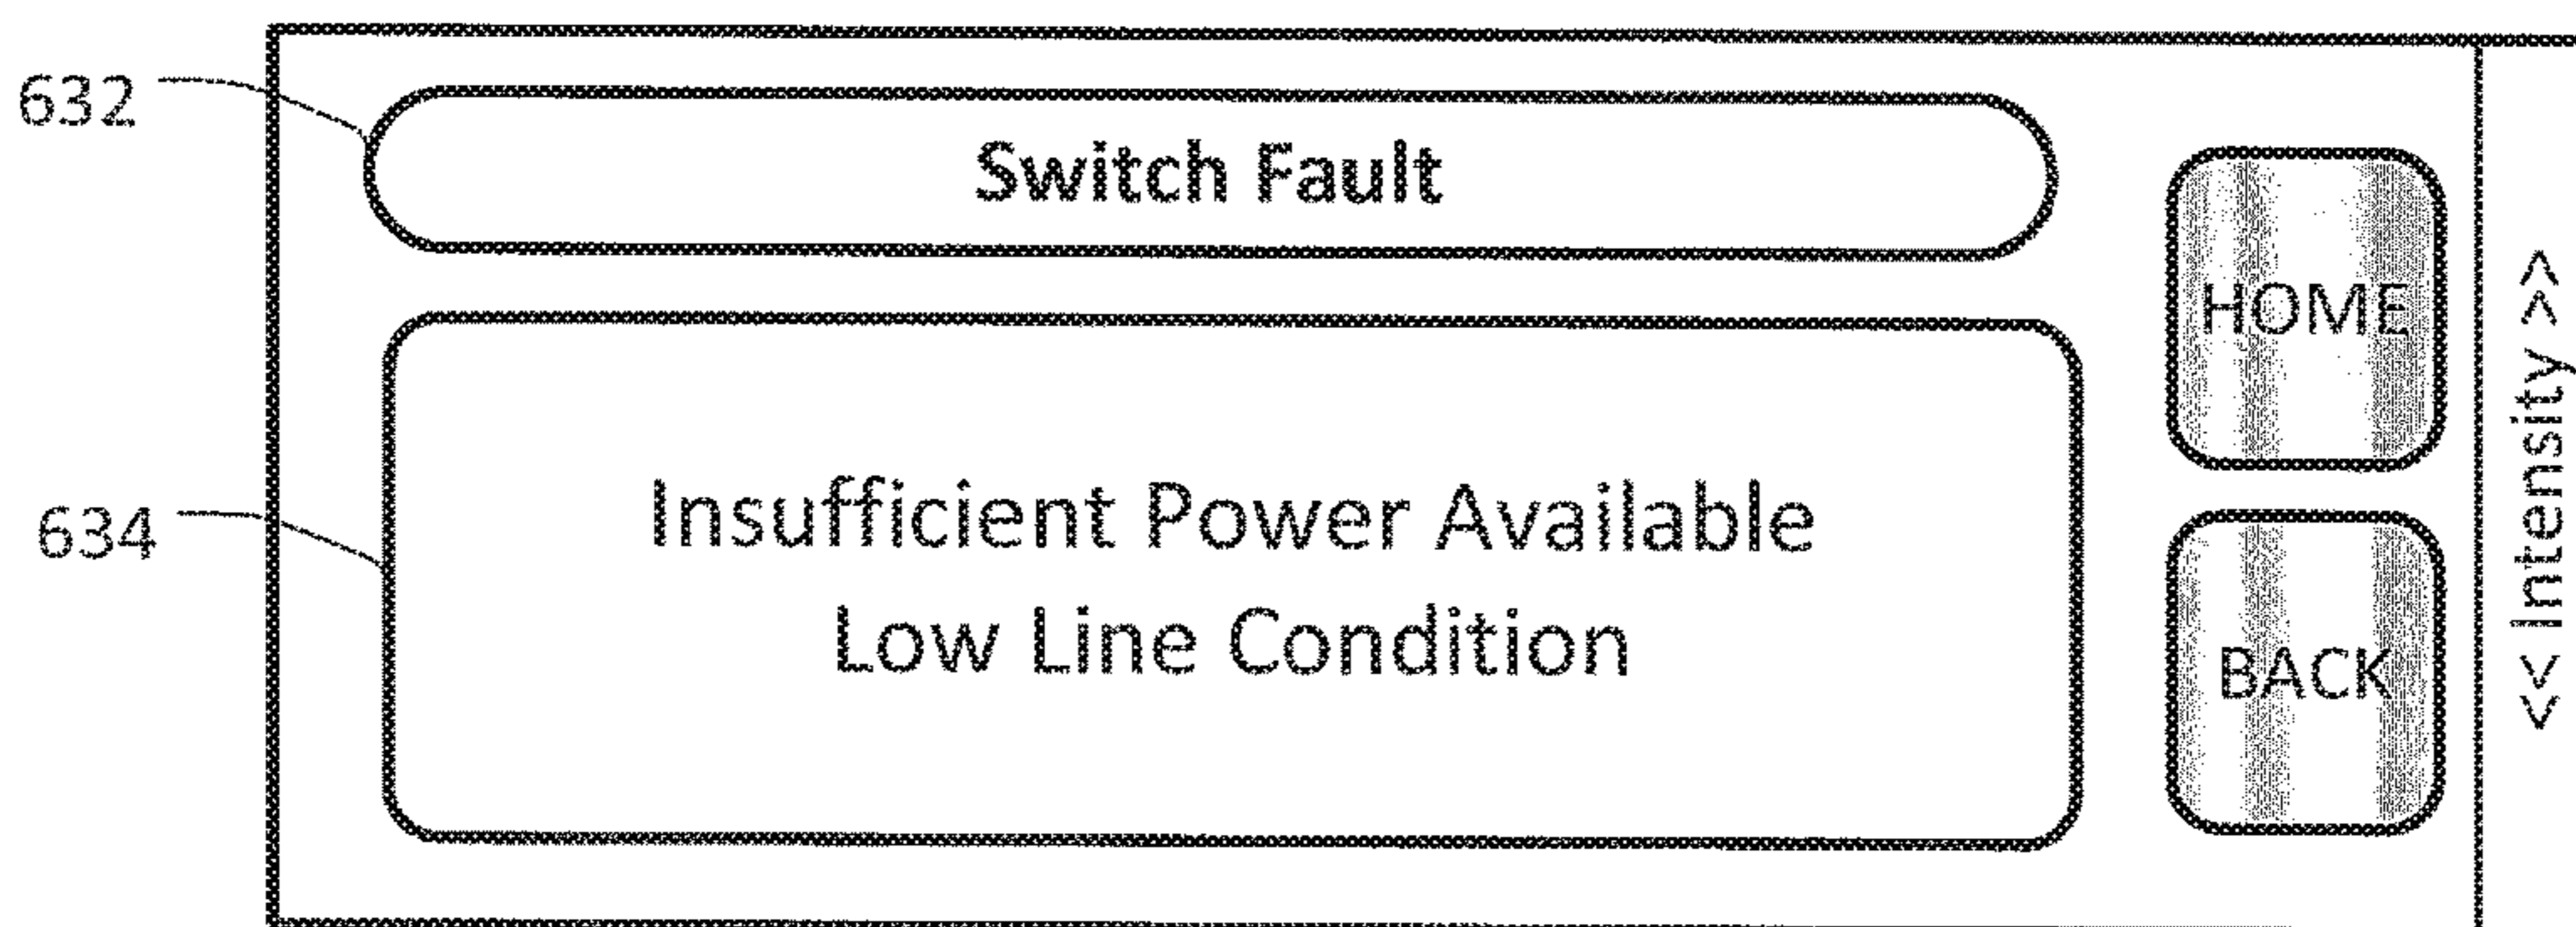 632
Switch Fault
634
Insufficient Power Available
Low Line Condition
HOME
BACK
<< Intensity >>